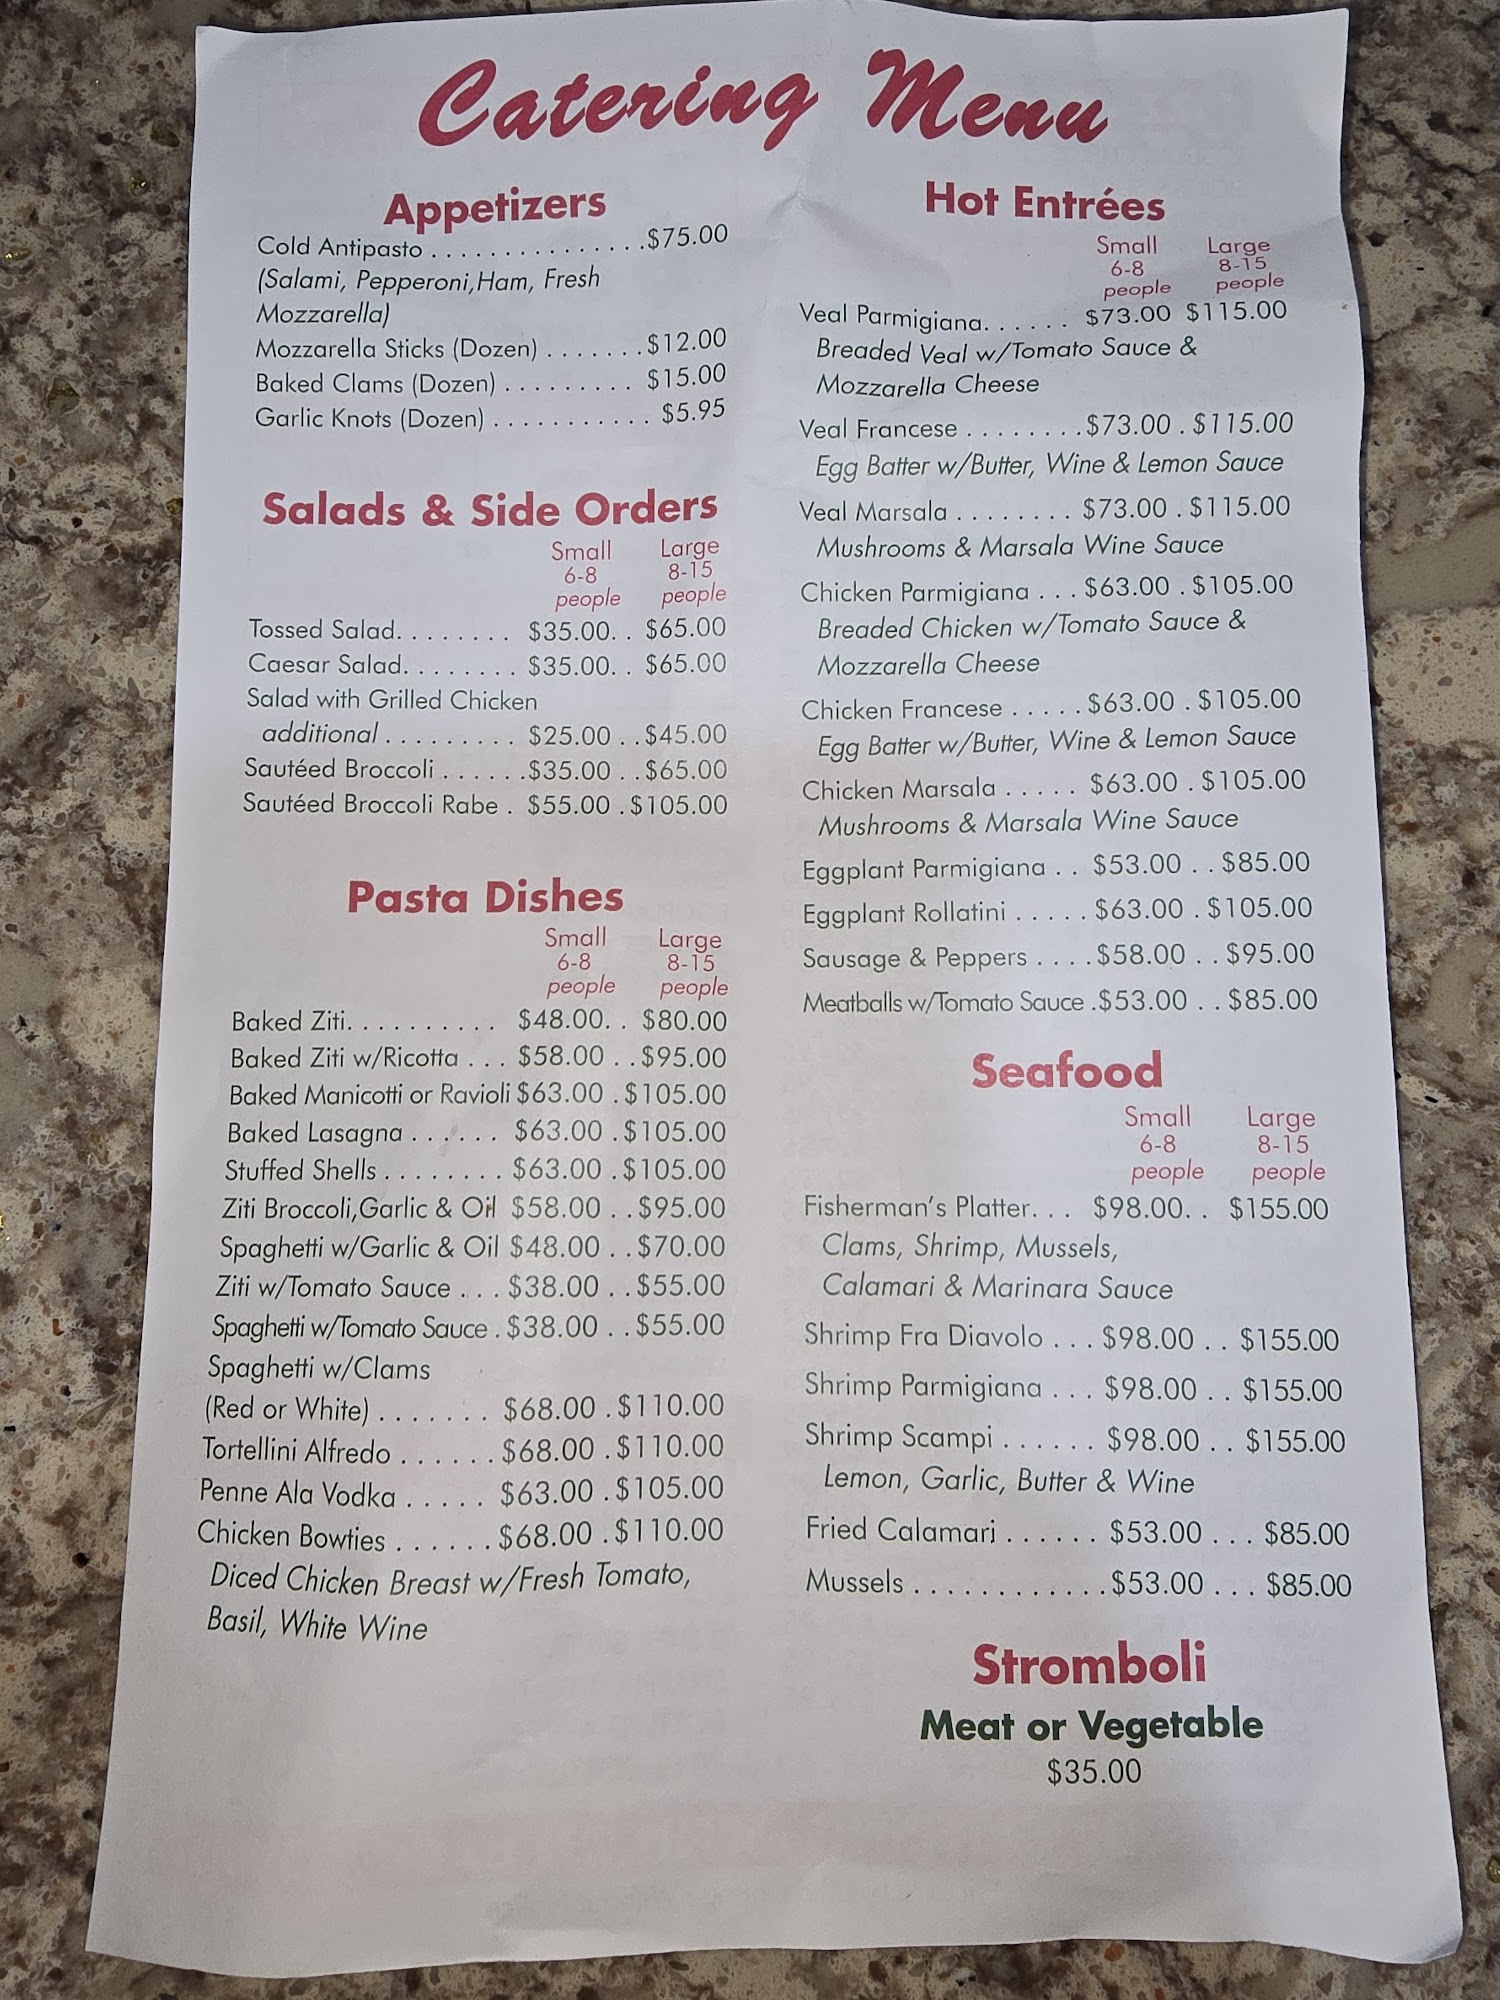 Catering Menu
Appetizers
Cold Antipasto . . . . . . . . . . . . . . . .$75.00
(Salami, Pepperoni,Ham, Fresh
Mozzarella)
Mozzarella Sticks (Dozen) . . . . . . .$12.00
Baked Clams (Dozen) . . . . . . . . . $15.00
Garlic Knots (Dozen) . . . . . . . . . . . $5.95
Salads & Side Orders
Small Large
6-8 8-15
people people
Tossed Salad. . . . . . . . $35.00. . $65.00
Caesar Salad. . . . . . . . $35.00. . $65.00
Salad with Grilled Chicken
additional . . . . . . . . . $25.00 . .$45.00
Sautéed Broccoli . . . . . .$35.00 . .$65.00
Sautéed Broccoli Rabe . $55.00 .$105.00
Pasta Dishes
Small Large
6-8 8-15
people people
Baked Ziti. . . . . . . . . . $48.00. . $80.00
Baked Ziti w/Ricotta . . . $58.00 . .$95.00
Baked Manicotti or Ravioli $63.00 .$105.00
Baked Lasagna . . . . . . $63.00 .$105.00
Stuffed Shells . . . . . . . . $63.00 .$105.00
Ziti Broccoli,Garlic & Oil $58.00 . .$95.00
Spaghetti w/Garlic & Oil $48.00 . .$70.00
Ziti w/Tomato Sauce . . . $38.00 . .$55.00
Spaghetti w/Tomato Sauce . $38.00 . .$55.00
Spaghetti w/Clams
(Red or White) . . . . . . . $68.00 .$110.00
Tortellini Alfredo . . . . . . $68.00 .$110.00
Penne Ala Vodka . . . . . $63.00 .$105.00
Chicken Bowties . . . . . . $68.00 .$110.00
Diced Chicken Breast w/Fresh Tomato,
Basil, White Wine
Hot Entrées
Small Large
6-8 8-15
people people
Veal Parmigiana. . . . . . $73.00 $115.00
Breaded Veal w/Tomato Sauce &
Mozzarella Cheese
Veal Francese . . . . . . . .$73.00 . $115.00
Egg Batter w/Butter, Wine & Lemon Sauce
Veal Marsala . . . . . . . . $73.00 . $115.00
Mushrooms & Marsala Wine Sauce
Chicken Parmigiana . . . $63.00 . $105.00
Breaded Chicken w/Tomato Sauce &
Mozzarella Cheese
Chicken Francese . . . . . $63.00 . $105.00
Egg Batter w/Butter, Wine & Lemon Sauce
Chicken Marsala . . . . . $63.00 . $105.00
Mushrooms & Marsala Wine Sauce
Eggplant Parmigiana . . $53.00 . . $85.00
Eggplant Rollatini . . . . . $63.00 . $105.00
Sausage & Peppers . . . . $58.00 . . $95.00
Meatballs w/Tomato Sauce .$53.00 . . $85.00
Seafood
Small Large
6-8 8-15
people people
Fisherman's Platter. . . $98.00. . $155.00
Clams, Shrimp, Mussels,
Calamari & Marinara Sauce
Shrimp Fra Diavolo . . . $98.00 . . $155.00
Shrimp Parmigiana . . . $98.00 . . $155.00
Shrimp Scampi . . . . . . $98.00 . . $155.00
Lemon, Garlic, Butter & Wine
Fried Calamari . . . . . . $53.00 . . . $85.00
Mussels . . . . . . . . . . . .$53.00 . . . $85.00
Stromboli
Meat or Vegetable
$35.00